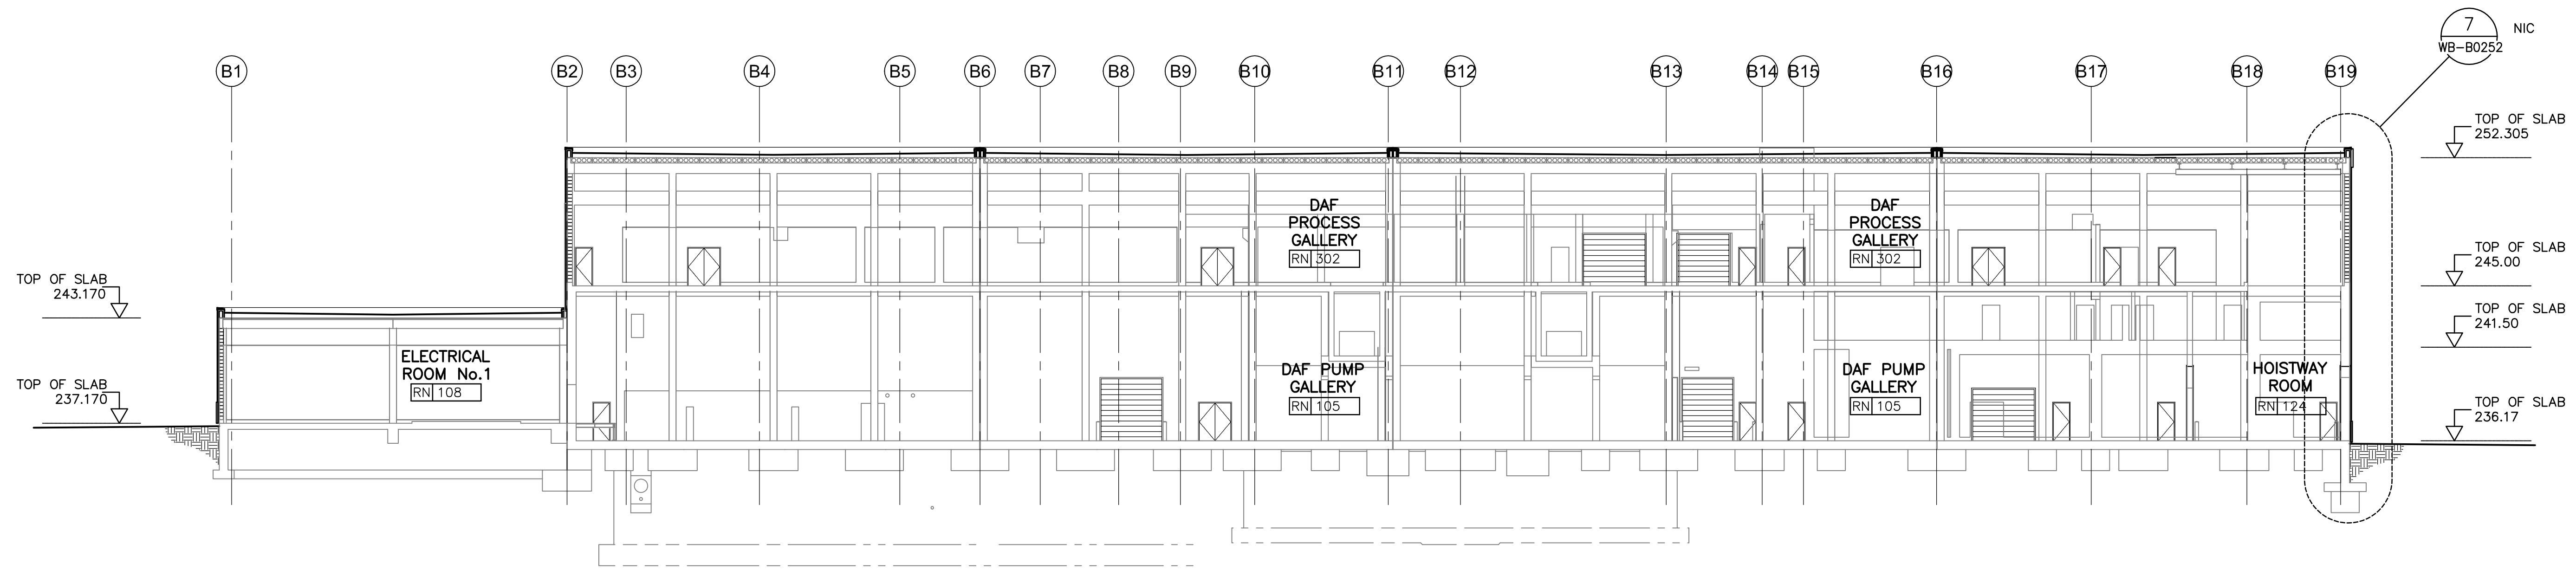 7
WB-B0252
NIC
B1
B2
B3
B4
B5
B6
B7
B8
B9
B10
B11
B12
B13
B14
B15
B16
B17
B18
B19
TOP OF SLAB
252.305
DAF
PROCESS
GALLERY
RN 302
DAF
PROCESS
GALLERY
RN 302
TOP OF SLAB
245.00
TOP OF SLAB
243.170
TOP OF SLAB
241.50
ELECTRICAL
ROOM No.1
RN 108
DAF PUMP
GALLERY
RN 105
DAF PUMP
GALLERY
RN 105
HOISTWAY
ROOM
RN 124
TOP OF SLAB
237.170
TOP OF SLAB
236.17